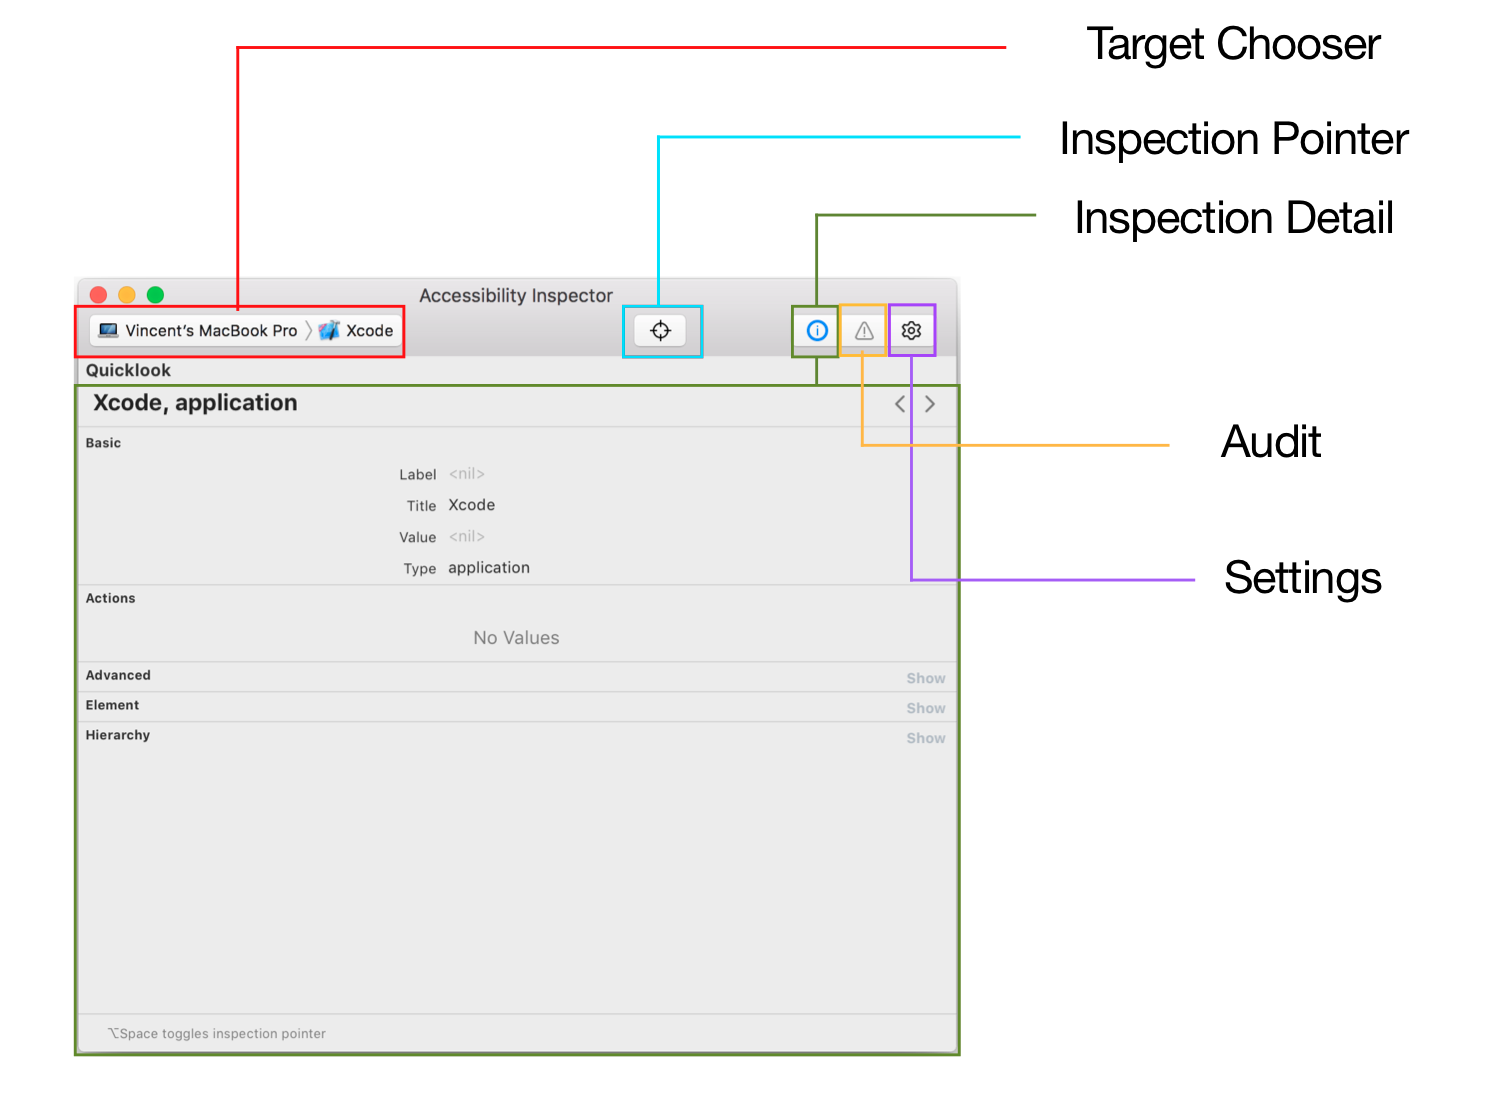 Target Chooser
Inspection Pointer
Inspection Detail
Accessibility Inspector
Vincent's MacBook Pro 〉 Xcode
Quicklook
Xcode, application
Basic
Label <nil>
Title Xcode
Value <nil>
Type application
Audit
Settings
Actions
No Values
Advanced Show
Element Show
Hierarchy Show
⌥Space toggles inspection pointer